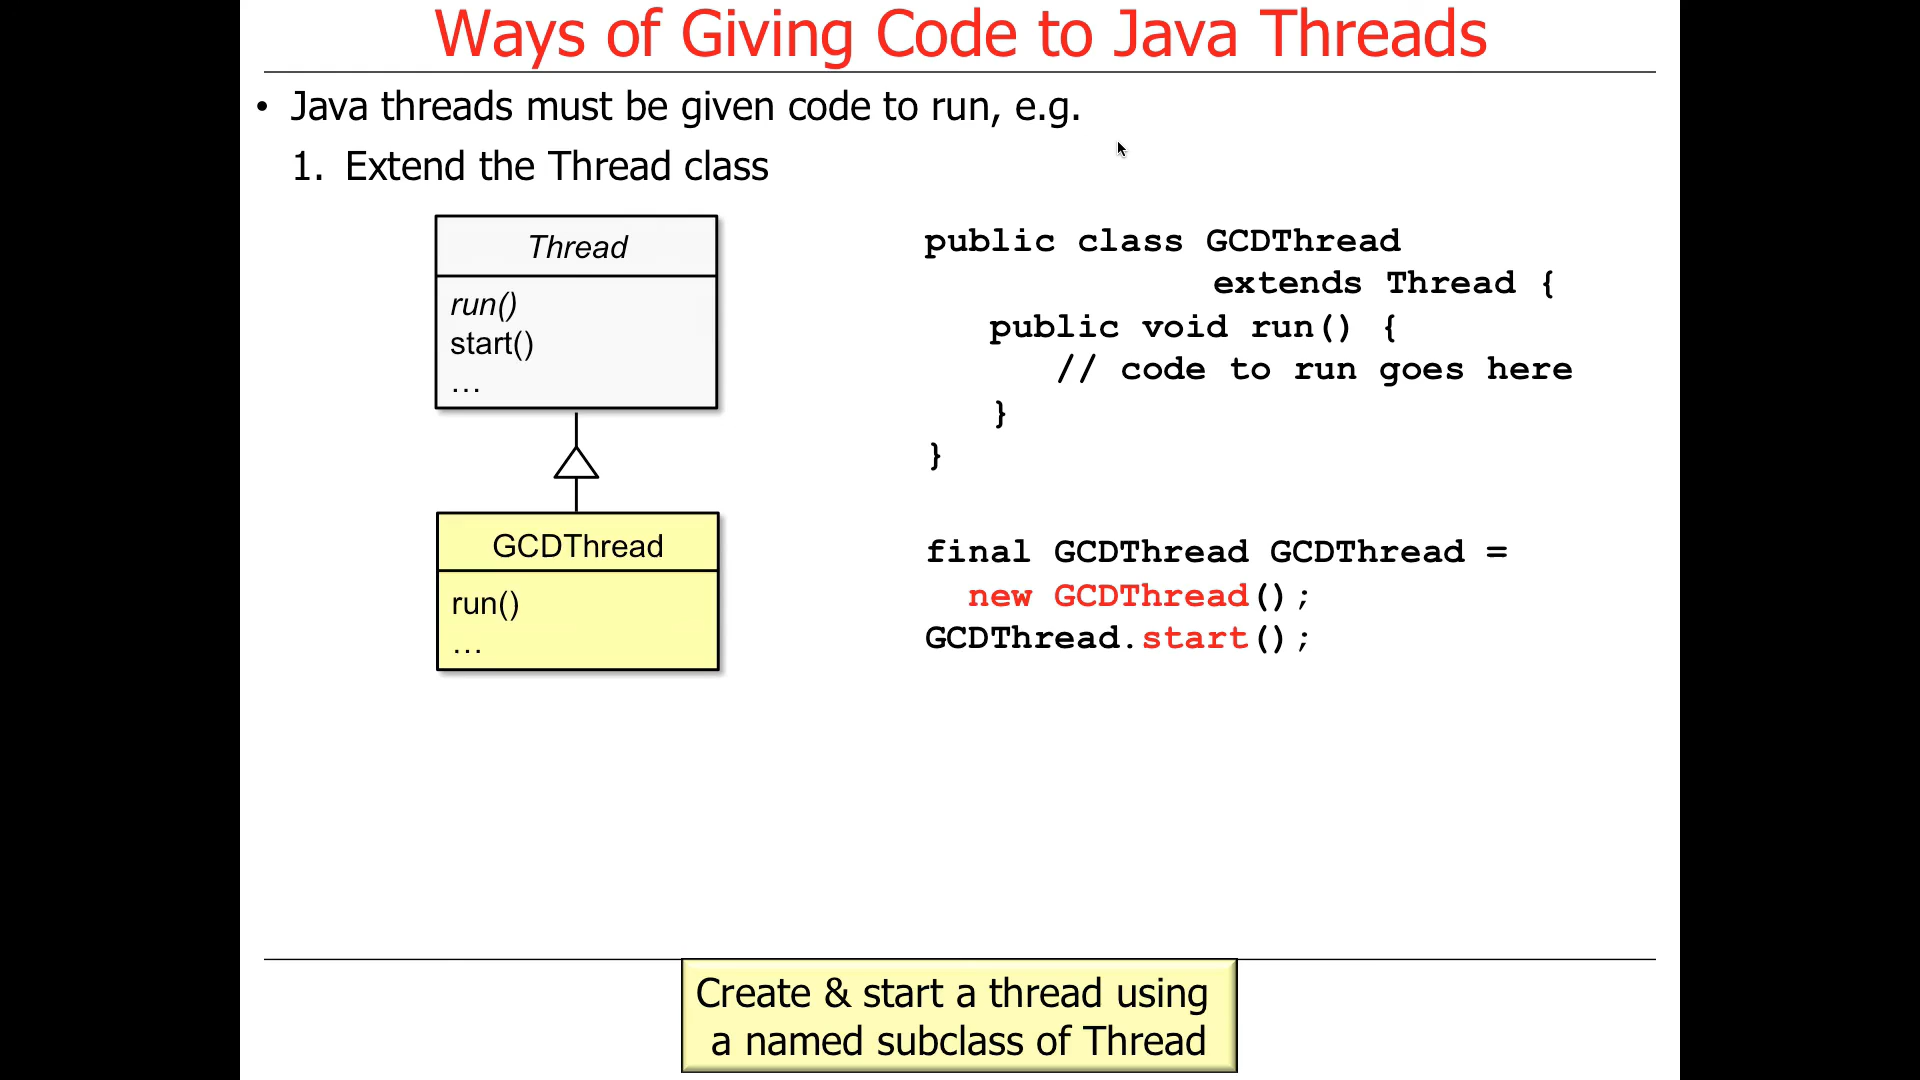 Ways of Giving Code to Java Threads
• Java threads must be given code to run, e.g.
1. Extend the Thread class
Thread
run()
start()
…
GCDThread
run()
…
public class GCDThread
extends Thread {
public void run() {
// code to run goes here
}
}
final GCDThread GCDThread =
new GCDThread();
GCDThread.start();
Create & start a thread using
a named subclass of Thread